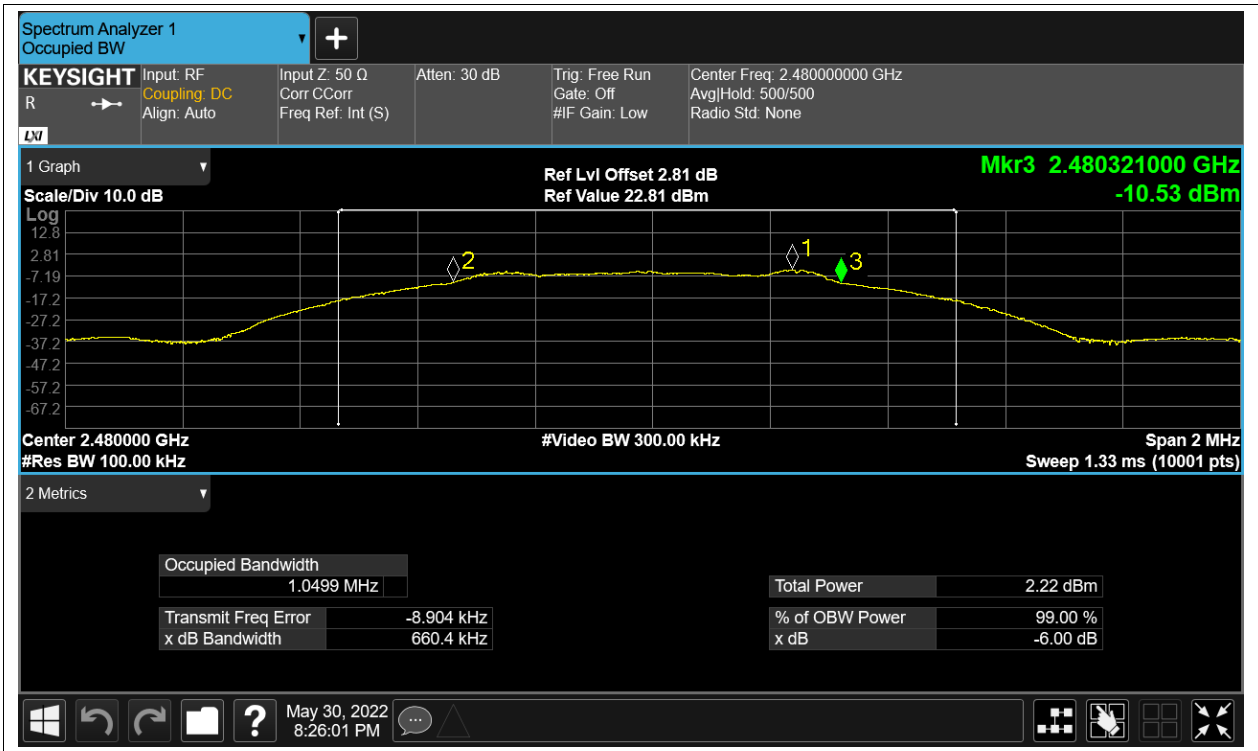 Spectrum Analyzer 1
Occupied BW
KEYSIGHT
R
LXI
Input: RF
Coupling: DC
Align: Auto
Input Z: 50 Ω
Corr CCorr
Freq Ref: Int (S)
Atten: 30 dB
Trig: Free Run
Gate: Off
#IF Gain: Low
Center Freq: 2.480000000 GHz
Avg|Hold: 500/500
Radio Std: None
1 Graph
Scale/Div 10.0 dB
Ref Lvl Offset 2.81 dB
Ref Value 22.81 dBm
Mkr3 2.480321000 GHz
-10.53 dBm
Log
12.8
2.81
-7.19
-17.2
-27.2
-37.2
-47.2
-57.2
-67.2
2
1
3
Center 2.480000 GHz
#Res BW 100.00 kHz
#Video BW 300.00 kHz
Span 2 MHz
Sweep 1.33 ms (10001 pts)
2 Metrics
Occupied Bandwidth
1.0499 MHz
Transmit Freq Error -8.904 kHz
x dB Bandwidth 660.4 kHz
Total Power 2.22 dBm
% of OBW Power 99.00 %
x dB -6.00 dB
?
May 30, 2022
8:26:01 PM